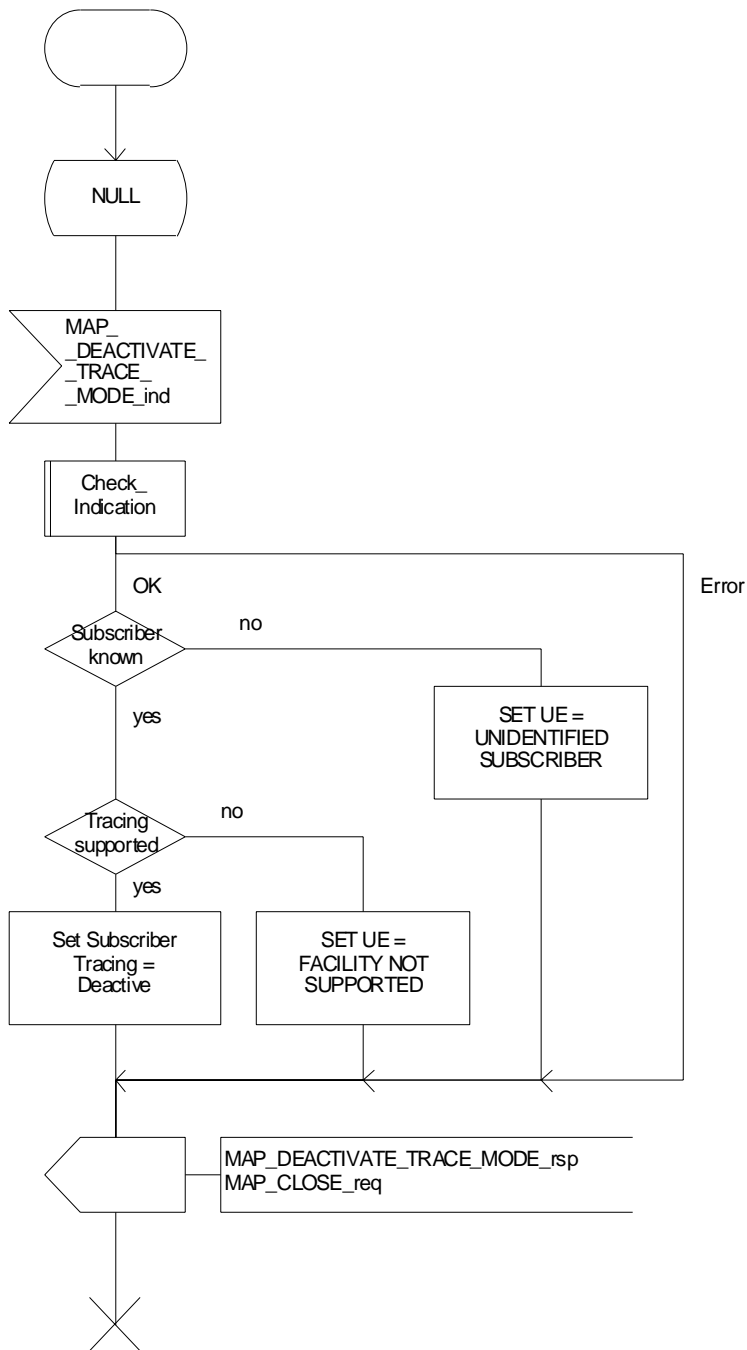 NULL
MAP_
_DEACTIVATE_
_TRACE_
_MODE_ind
Check_
Indication
OK
Error
Subscriber
known
no
yes
SET UE =
UNIDENTIFIED
SUBSCRIBER
Tracing
supported
no
yes
Set Subscriber
Tracing =
Deactive
SET UE =
FACILITY NOT
SUPPORTED
MAP_DEACTIVATE_TRACE_MODE_rsp
MAP_CLOSE_req